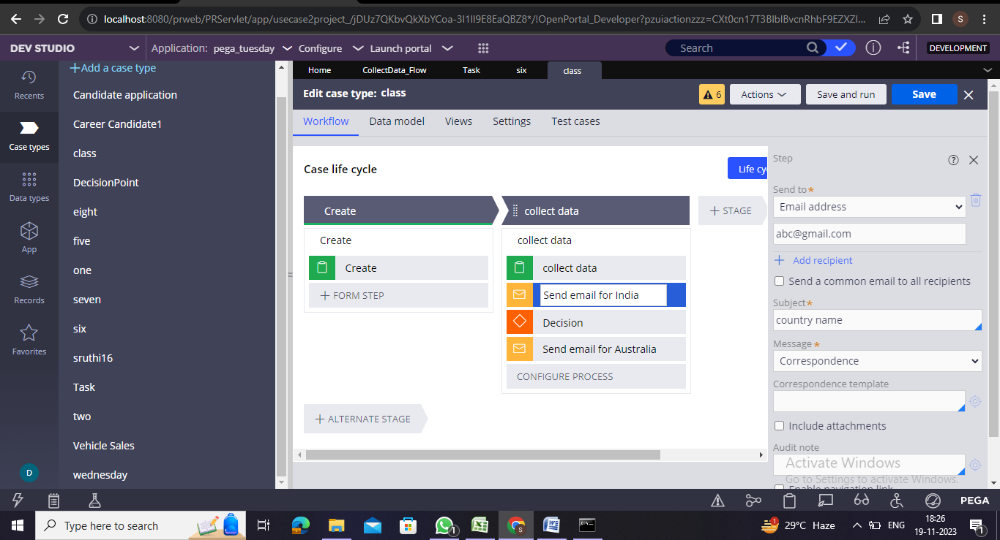 localhost:8080/prweb/PRServlet/app/usecase2project_/jDUz7QKbvQkXbYCoa-3I1II9E8EaQBZ8*/!OpenPortal_Developer?pzuiactionzzz=CXt0cn17T3BlbIBvcnRhbF9EZXZl...
S
DEV STUDIO
Application: pega_tuesday
Configure
Launch portal
Search
DEVELOPMENT
Recents
Case types
Data types
App
Records
Favorites
D
Add a case type
Candidate application
Career Candidate1
class
DecisionPoint
eight
five
one
seven
six
sruthi16
Task
two
Vehicle Sales
wednesday
Home
CollectData_Flow
Task
six
class
Edit case type: class
6
Actions
Save and run
Save
Workflow
Data model
Views
Settings
Test cases
Case life cycle
Life cy
Create
collect data
STAGE
Create
Create
FORM STEP
collect data
collect data
Send email for India
Decision
Send email for Australia
CONFIGURE PROCESS
ALTERNATE STAGE
Step
Send to*
Email address
abc@gmail.com
Add recipient
Send a common email to all recipients
Subject*
country name
Message*
Correspondence
Correspondence template
Include attachments
Audit note
Activate Windows
Go to Settings to activate Windows.
Enable navigation link
PEGA
Type here to search
1
S
1
29°C Haze
ENG
18:26
19-11-2023
1